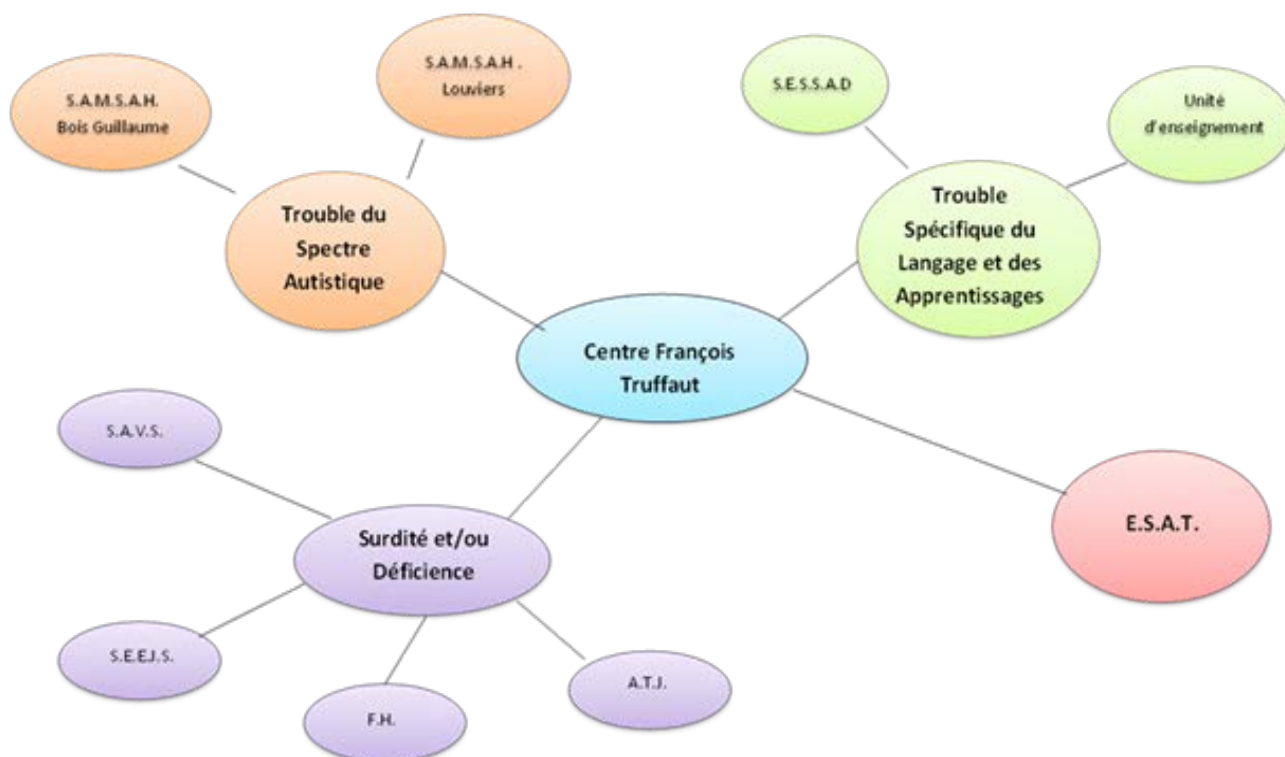 S.A.M.S.A.H.
Bois Guillaume
S.A.M.S.A.H .
Louviers
S.E.S.S.A.D
Unité
d'enseignement
Trouble du
Spectre
Autistique
Trouble
Spécifique du
Langage et des
Apprentissages
Centre François
Truffaut
S.A.V.S.
Surdité et/ou
Déficience
E.S.A.T.
S.E.E.J.S.
F.H.
A.T.J.